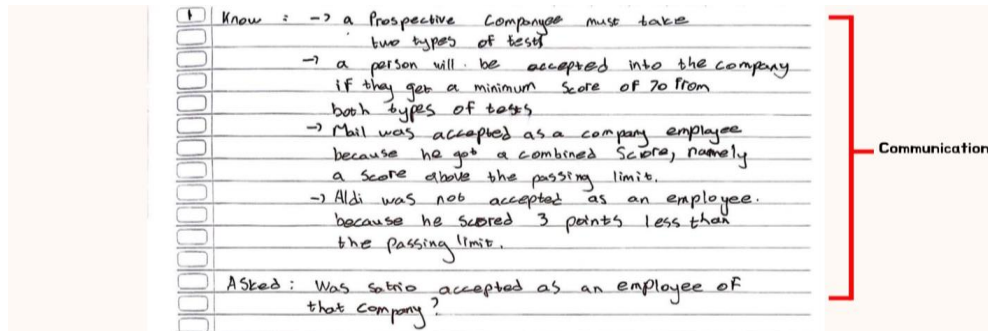 1 Know : -> a Prospective Companyee must take
two types of tests
-> a person will be accepted into the company
if they get a minimum score of 70 from
both types of tests
-> Mail was accepted as a company employee
because he got a combined Score, namely
a score above the passing limit.
-> Aldi was not accepted as an employee.
because he scored 3 points less than
the passing limit.
Asked : Was satrio accepted as an employee of
that company?
Communication